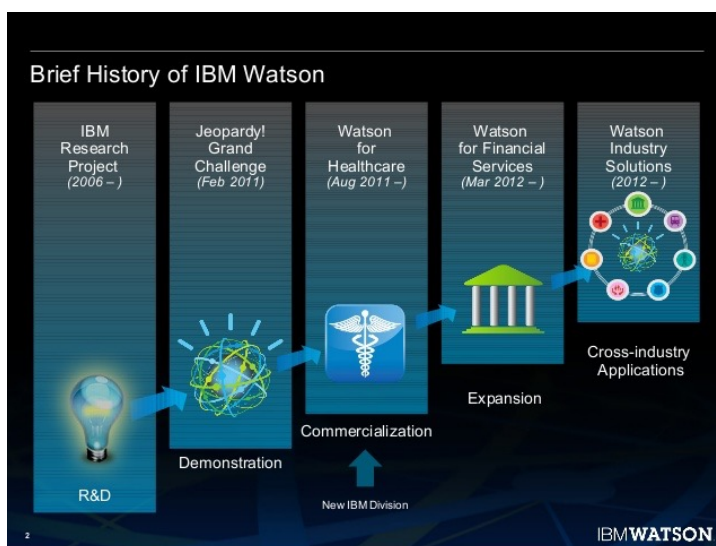 Brief History of IBM Watson
IBM
Research
Project
(2006 – )
Jeopardy!
Grand
Challenge
(Feb 2011)
Watson
for
Healthcare
(Aug 2011 –)
Watson
for Financial
Services
(Mar 2012 – )
Watson
Industry
Solutions
(2012 – )
R&D
Demonstration
Commercialization
New IBM Division
Expansion
Cross-industry
Applications
2
IBMWATSON